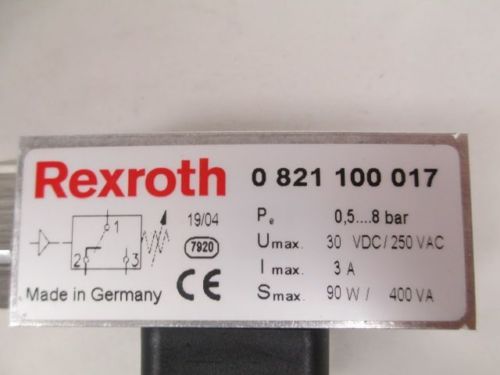 Rexroth 0 821 100 017
1 19/04 Pe 0,5....8 bar
7920 Umax. 30 VDC/250 VAC
2 3 Imax. 3 A
Made in Germany CE Smax. 90 W/ 400 VA